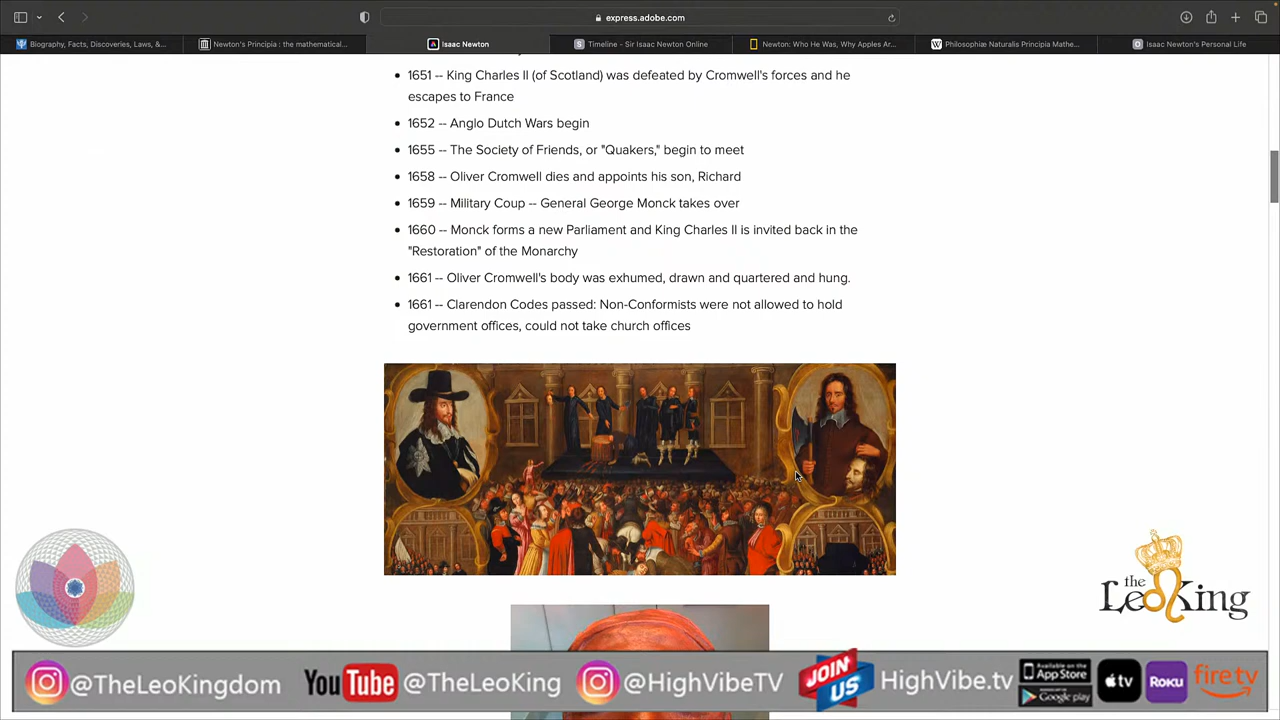 express.adobe.com
Biography, Facts, Discoveries, Laws, &...
Newton's Principia : the mathematical...
Isaac Newton
Timeline - Sir Isaac Newton Online
Newton: Who He Was, Why Apples Ar...
Philosophiæ Naturalis Principia Mathe...
Isaac Newton's Personal Life
1651 -- King Charles II (of Scotland) was defeated by Cromwell's forces and he
escapes to France
1652 -- Anglo Dutch Wars begin
1655 -- The Society of Friends, or "Quakers," begin to meet
1658 -- Oliver Cromwell dies and appoints his son, Richard
1659 -- Military Coup -- General George Monck takes over
1660 -- Monck forms a new Parliament and King Charles II is invited back in the
"Restoration" of the Monarchy
1661 -- Oliver Cromwell's body was exhumed, drawn and quartered and hung.
1661 -- Clarendon Codes passed: Non-Conformists were not allowed to hold
government offices, could not take church offices
the
LeoKing
@TheLeoKingdom
YouTube @TheLeoKing
@HighVibeTV
JOIN
US
HighVibe.tv
Available on the
App Store
Available on the
Google play
tv
Roku
fire tv